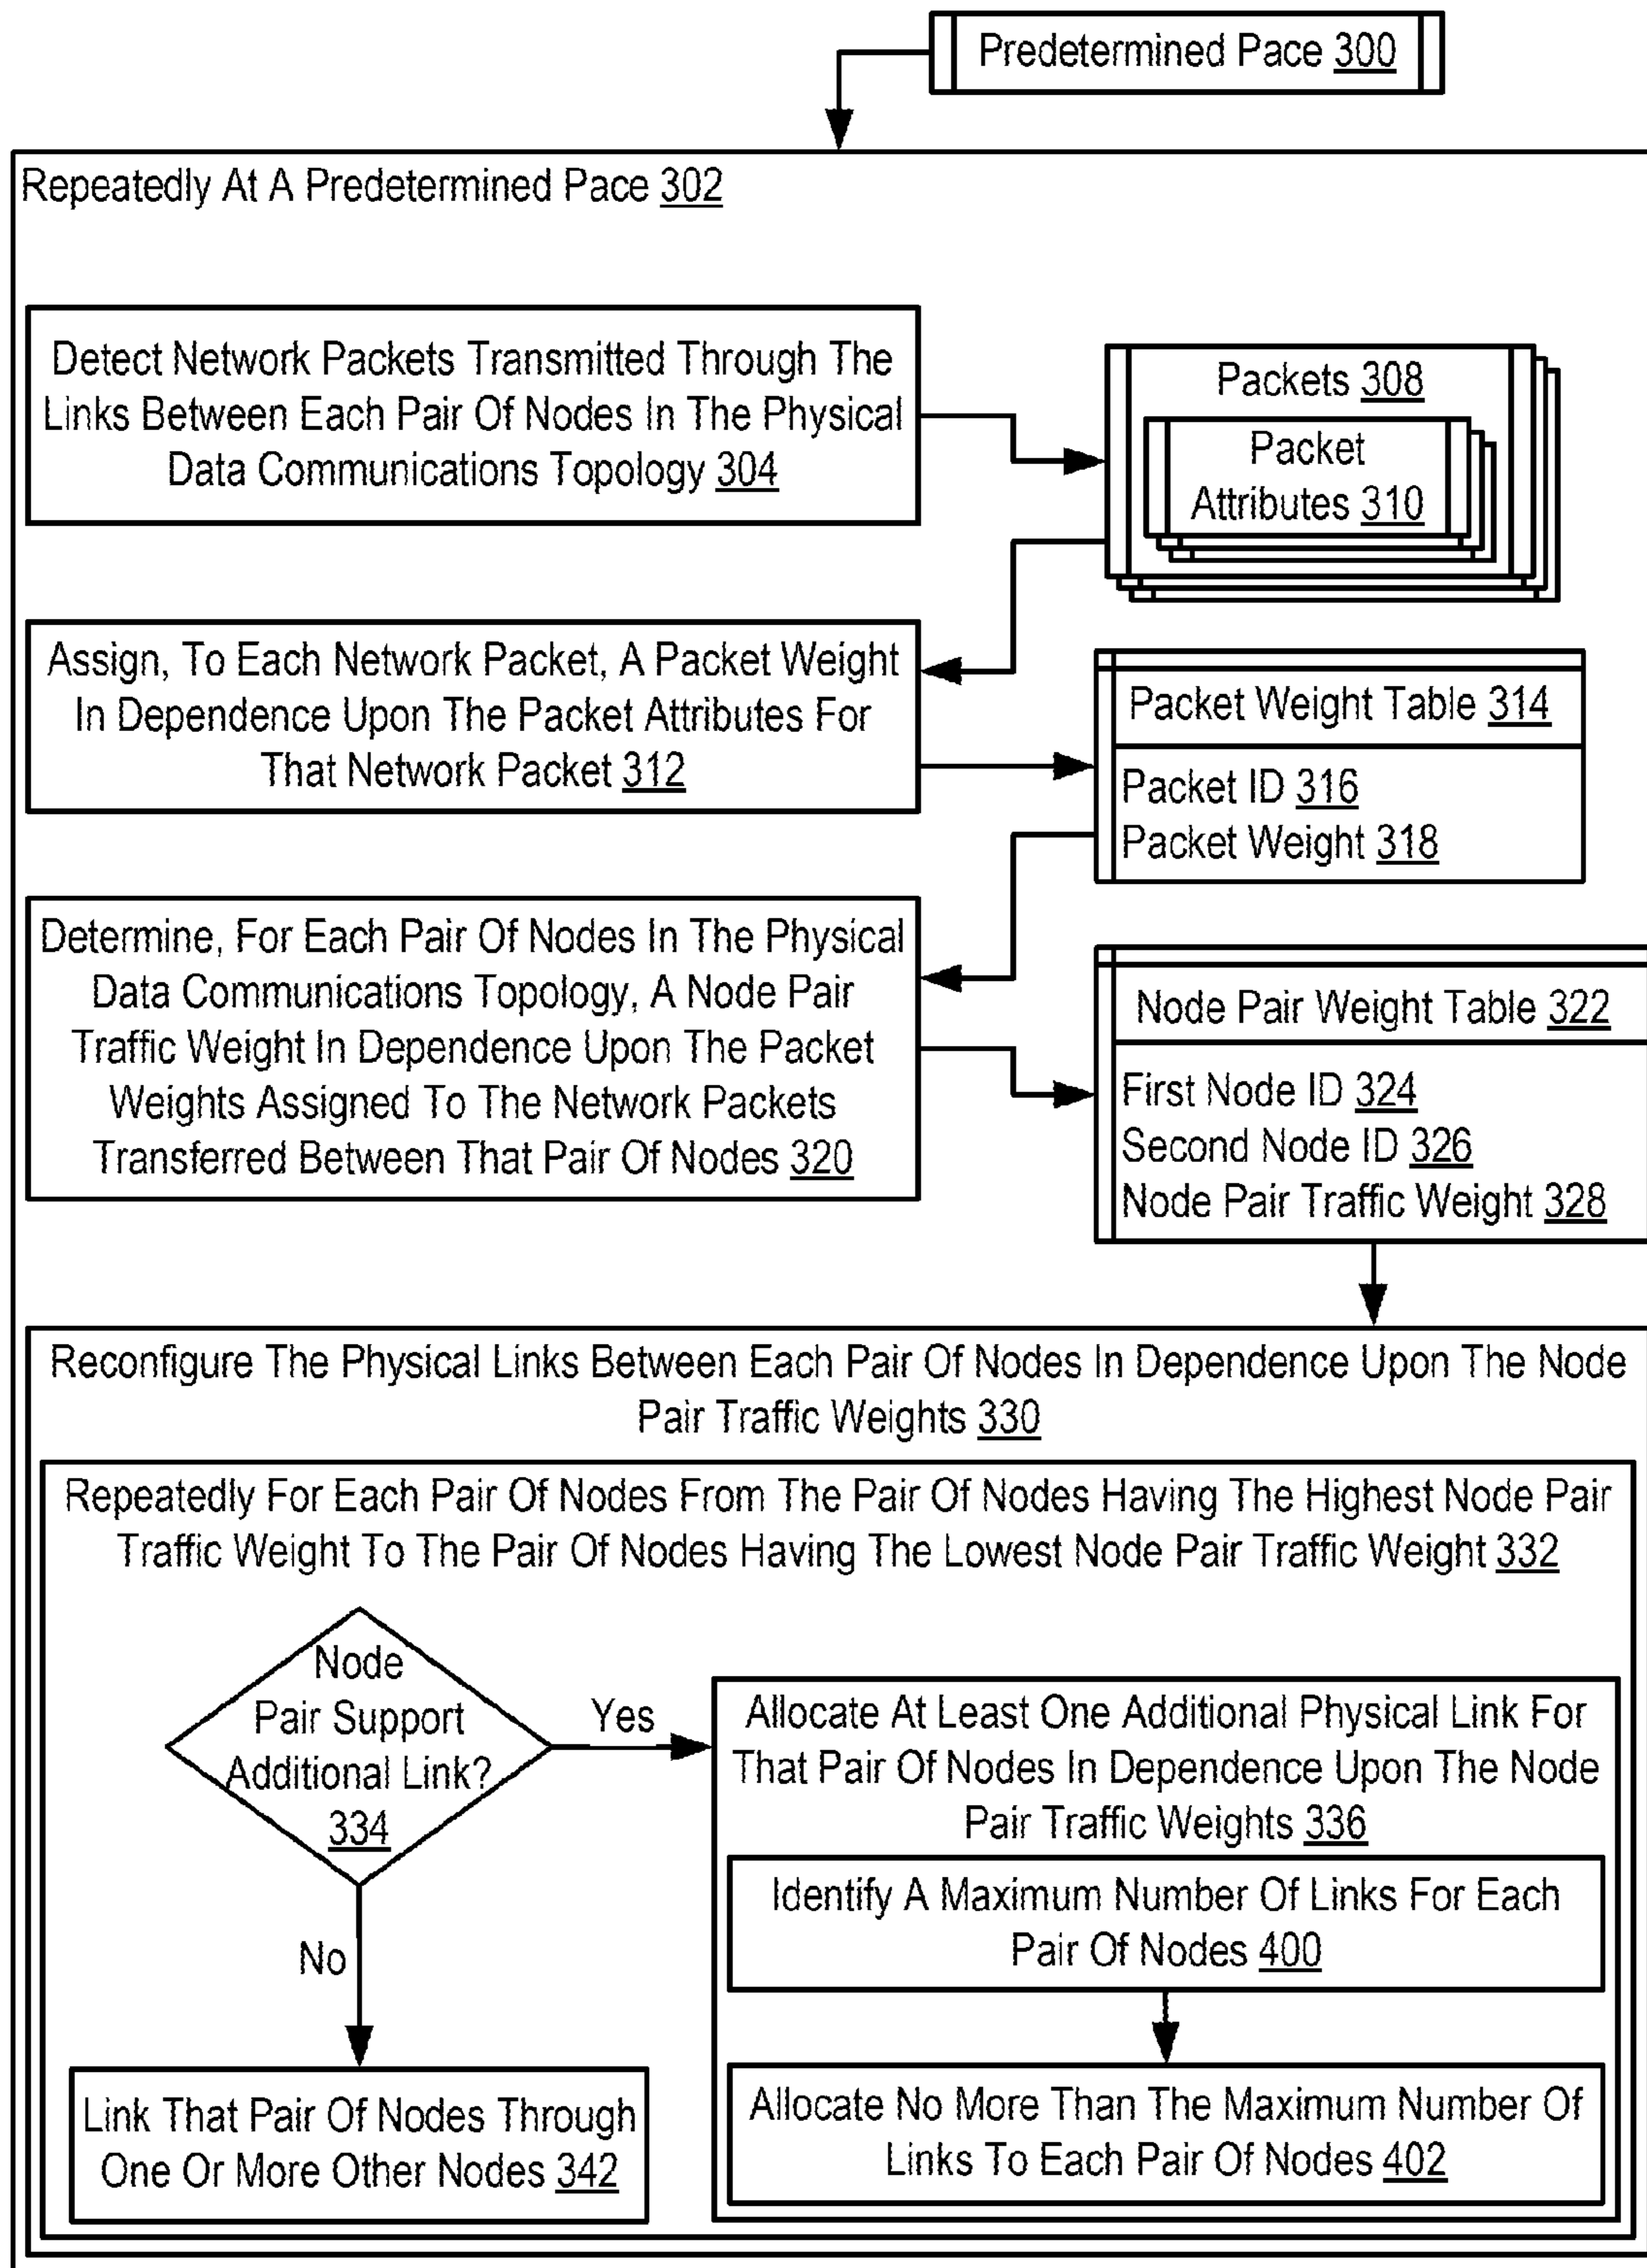 Predetermined Pace 300
Repeatedly At A Predetermined Pace 302
Detect Network Packets Transmitted Through The
Links Between Each Pair Of Nodes In The Physical
Data Communications Topology 304
Packets 308
Packet
Attributes 310
Assign, To Each Network Packet, A Packet Weight
In Dependence Upon The Packet Attributes For
That Network Packet 312
Packet Weight Table 314
Packet ID 316
Packet Weight 318
Determine, For Each Pair Of Nodes In The Physical
Data Communications Topology, A Node Pair
Traffic Weight In Dependence Upon The Packet
Weights Assigned To The Network Packets
Transferred Between That Pair Of Nodes 320
Node Pair Weight Table 322
First Node ID 324
Second Node ID 326
Node Pair Traffic Weight 328
Reconfigure The Physical Links Between Each Pair Of Nodes In Dependence Upon The Node
Pair Traffic Weights 330
Repeatedly For Each Pair Of Nodes From The Pair Of Nodes Having The Highest Node Pair
Traffic Weight To The Pair Of Nodes Having The Lowest Node Pair Traffic Weight 332
Node
Pair Support
Additional Link?
334
Yes
No
Allocate At Least One Additional Physical Link For
That Pair Of Nodes In Dependence Upon The Node
Pair Traffic Weights 336
Identify A Maximum Number Of Links For Each
Pair Of Nodes 400
Allocate No More Than The Maximum Number Of
Links To Each Pair Of Nodes 402
Link That Pair Of Nodes Through
One Or More Other Nodes 342